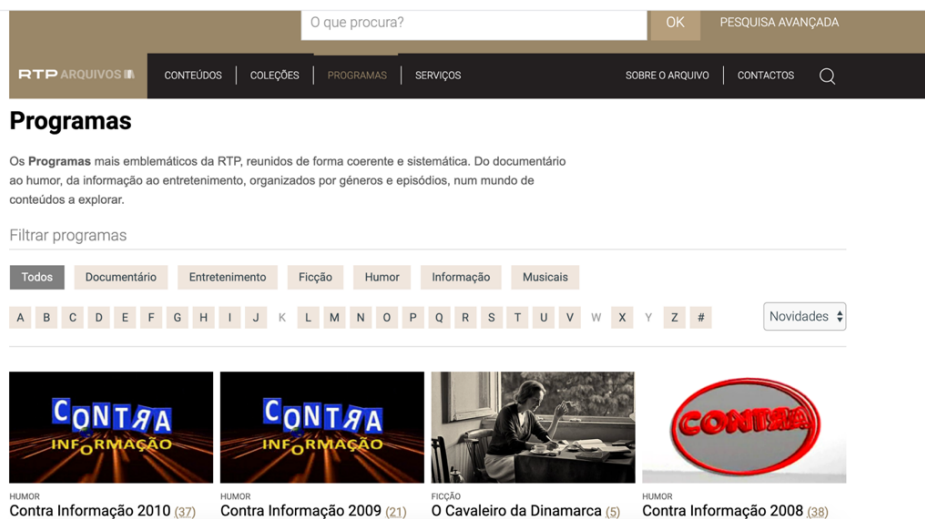 O que procura?
OK
PESQUISA AVANÇADA
RTP ARQUIVOS
CONTEÚDOS
COLEÇÕES
PROGRAMAS
SERVIÇOS
SOBRE O ARQUIVO
CONTACTOS
Programas
Os Programas mais emblemáticos da RTP, reunidos de forma coerente e sistemática. Do documentário
ao humor, da informação ao entretenimento, organizados por géneros e episódios, num mundo de
conteúdos a explorar.
Filtrar programas
Todos
Documentário
Entretenimento
Ficção
Humor
Informação
Musicais
A B C D E F G H I J K L M N O P Q R S T U V W X Y Z #
Novidades
CONTRA
INFORMAÇÃO
HUMOR
Contra Informação 2010 (37)
CONTRA
INFORMAÇÃO
HUMOR
Contra Informação 2009 (21)
FICÇÃO
O Cavaleiro da Dinamarca (5)
CONTRA
HUMOR
Contra Informação 2008 (38)